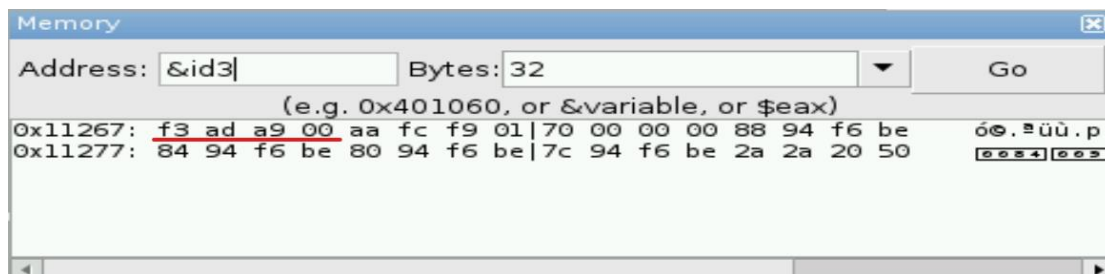 Memory
Address: &id3 Bytes: 32 Go
(e.g. 0x401060, or &variable, or $eax)
0x11267: f3 ad a9 00 aa fc f9 01|70 00 00 00 88 94 f6 be ó©.ªüù.p
0x11277: 84 94 f6 be 80 94 f6 be|7c 94 f6 be 2a 2a 20 50